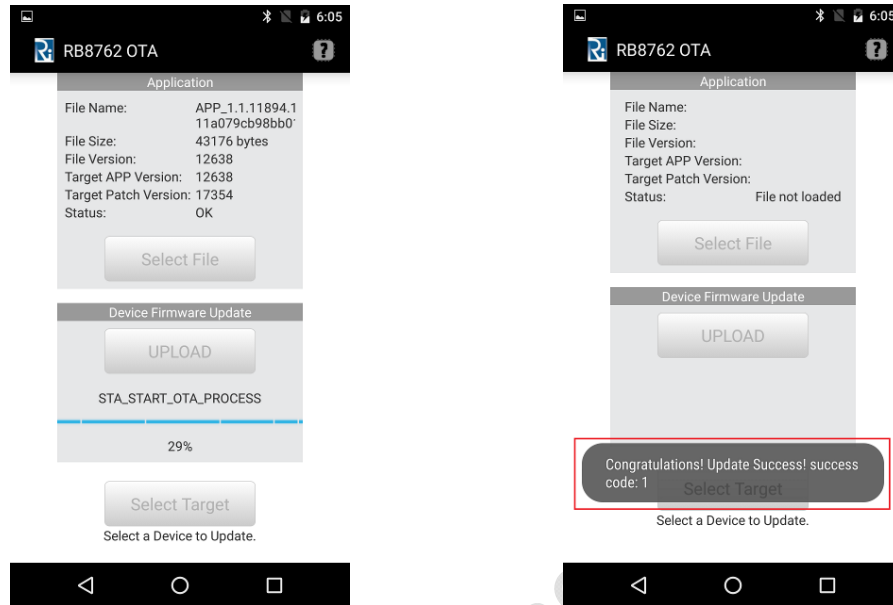 6:05
RB8762 OTA
Application
File Name: APP_1.1.11894.1
11a079cb98bb0
File Size: 43176 bytes
File Version: 12638
Target APP Version: 12638
Target Patch Version: 17354
Status: OK
Select File
Device Firmware Update
UPLOAD
STA_START_OTA_PROCESS
29%
Select Target
Select a Device to Update.
6:05
RB8762 OTA
Application
File Name:
File Size:
File Version:
Target APP Version:
Target Patch Version:
Status: File not loaded
Select File
Device Firmware Update
UPLOAD
Congratulations! Update Success! success
code: 1
Select Target
Select a Device to Update.